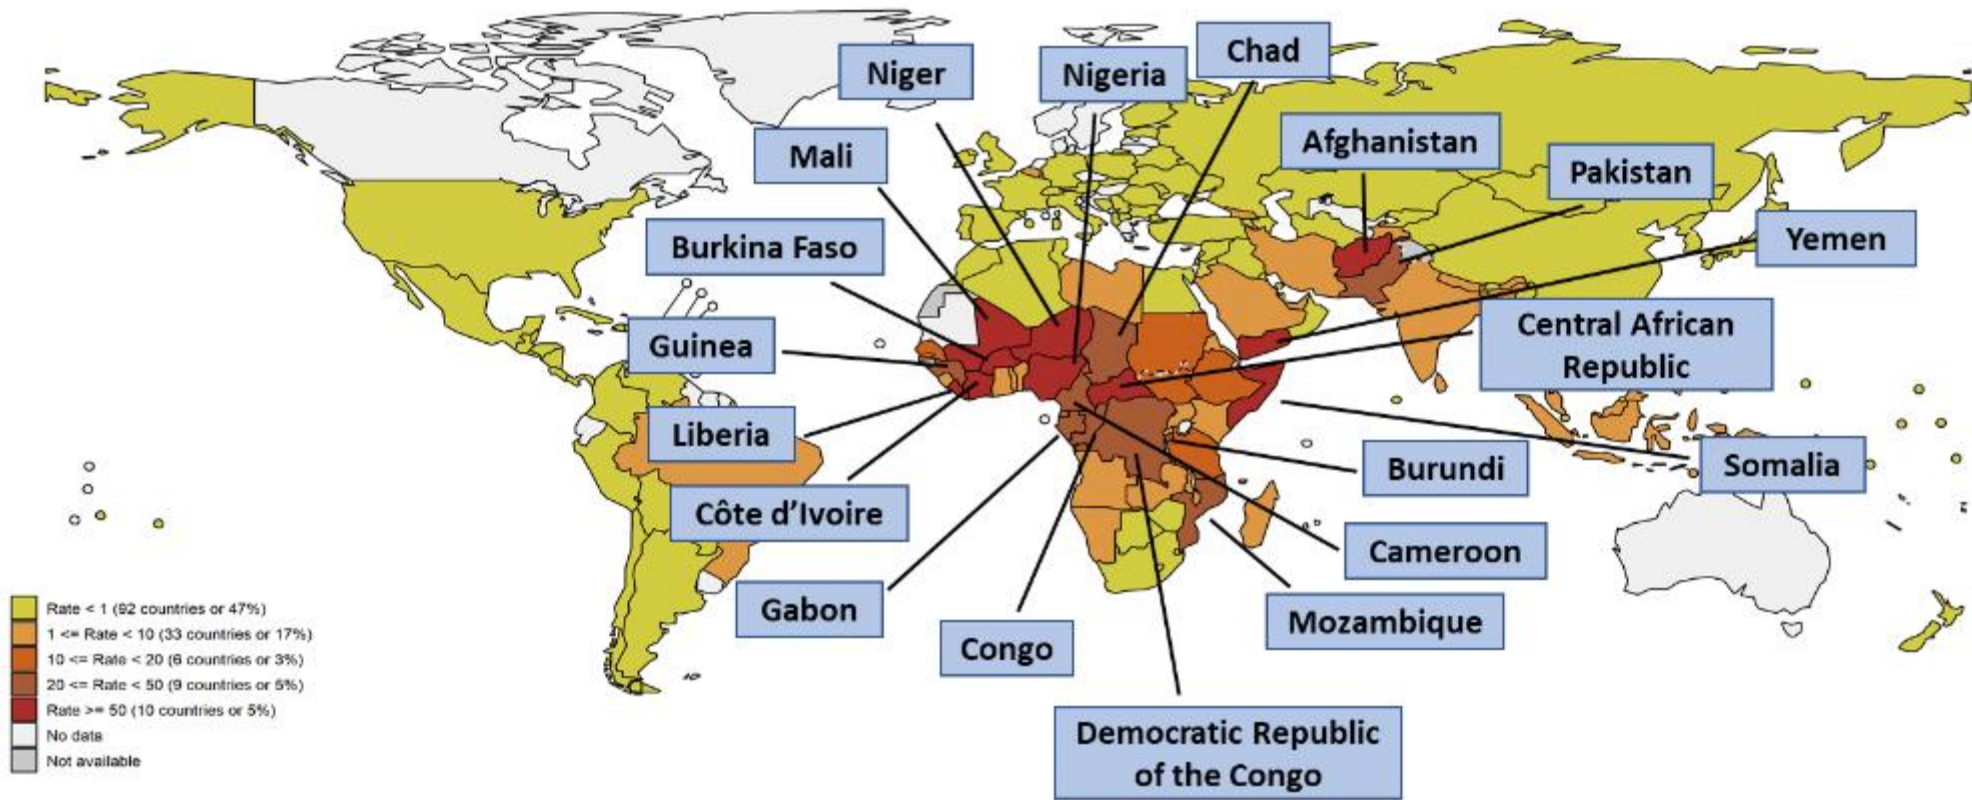 Chad
Niger
Nigeria
Mali
Afghanistan
Pakistan
Burkina Faso
Yemen
Guinea
Central African
Republic
Liberia
Burundi
Somalia
Côte d’Ivoire
Cameroon
Gabon
Mozambique
Congo
Democratic Republic
of the Congo
Rate < 1 (92 countries or 47%)
1 <= Rate < 10 (33 countries or 17%)
10 <= Rate < 20 (6 countries or 3%)
20 <= Rate < 50 (9 countries or 5%)
Rate >= 50 (10 countries or 5%)
No data
Not available